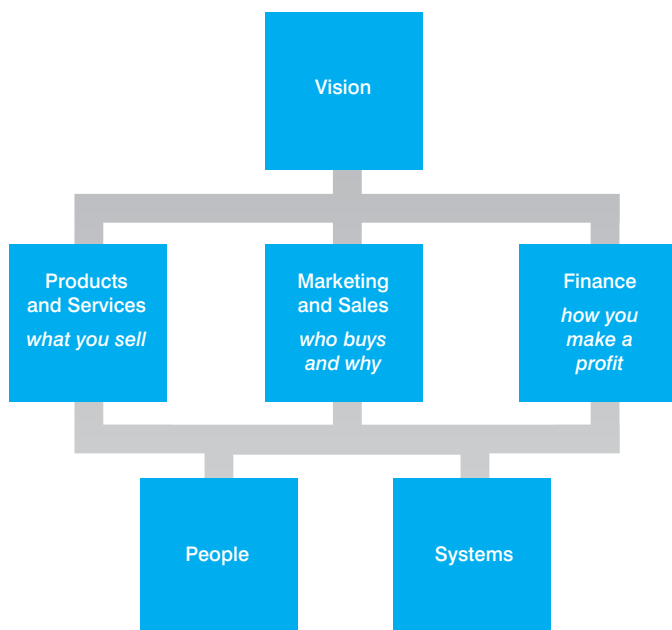 Vision
Products
and Services
what you sell
Marketing
and Sales
who buys
and why
Finance
how you
make a
profit
People
Systems